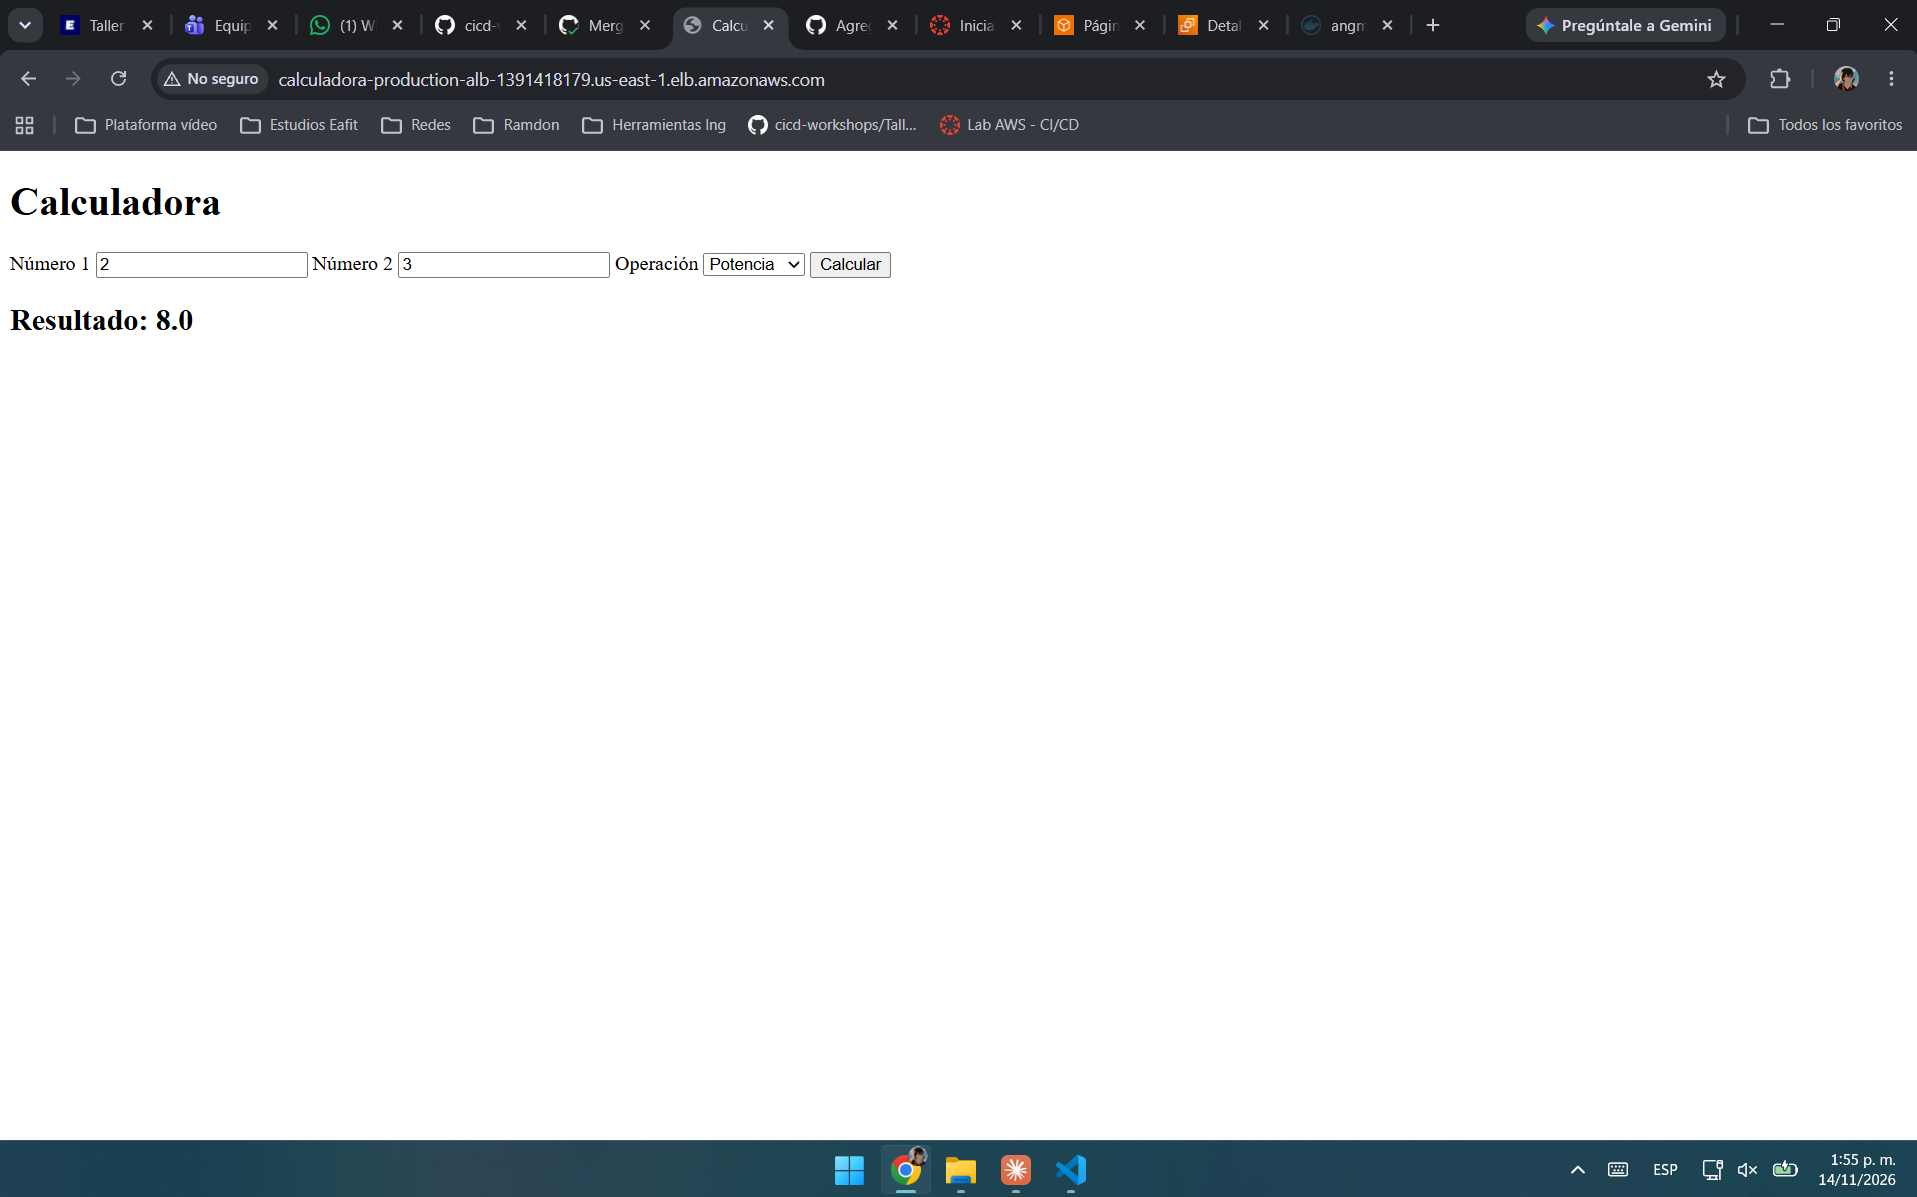 Taller
Equip
(1) W
cicd-
Merg
Calcu
Agre
Inicia
Págin
Detal
angm
Pregúntale a Gemini
No seguro
calculadora-production-alb-1391418179.us-east-1.elb.amazonaws.com
Plataforma vídeo
Estudios Eafit
Redes
Ramdon
Herramientas Ing
cicd-workshops/Tall...
Lab AWS - CI/CD
Todos los favoritos
Calculadora
Número 1 2 Número 2 3 Operación Potencia Calcular
Resultado: 8.0
ESP
1:55 p. m.
14/11/2026